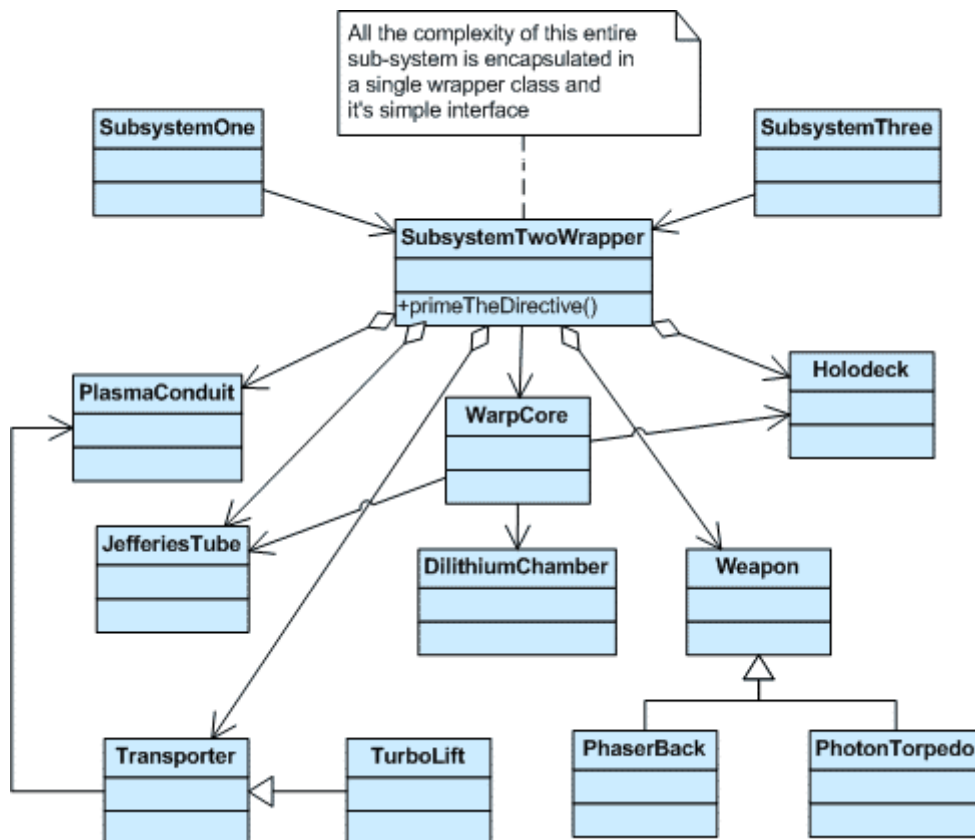 All the complexity of this entire
sub-system is encapsulated in
a single wrapper class and
it's simple interface
SubsystemOne
SubsystemThree
SubsystemTwoWrapper
+primeTheDirective()
PlasmaConduit
WarpCore
Holodeck
JefferiesTube
DilithiumChamber
Weapon
Transporter
TurboLift
PhaserBack
PhotonTorpedo